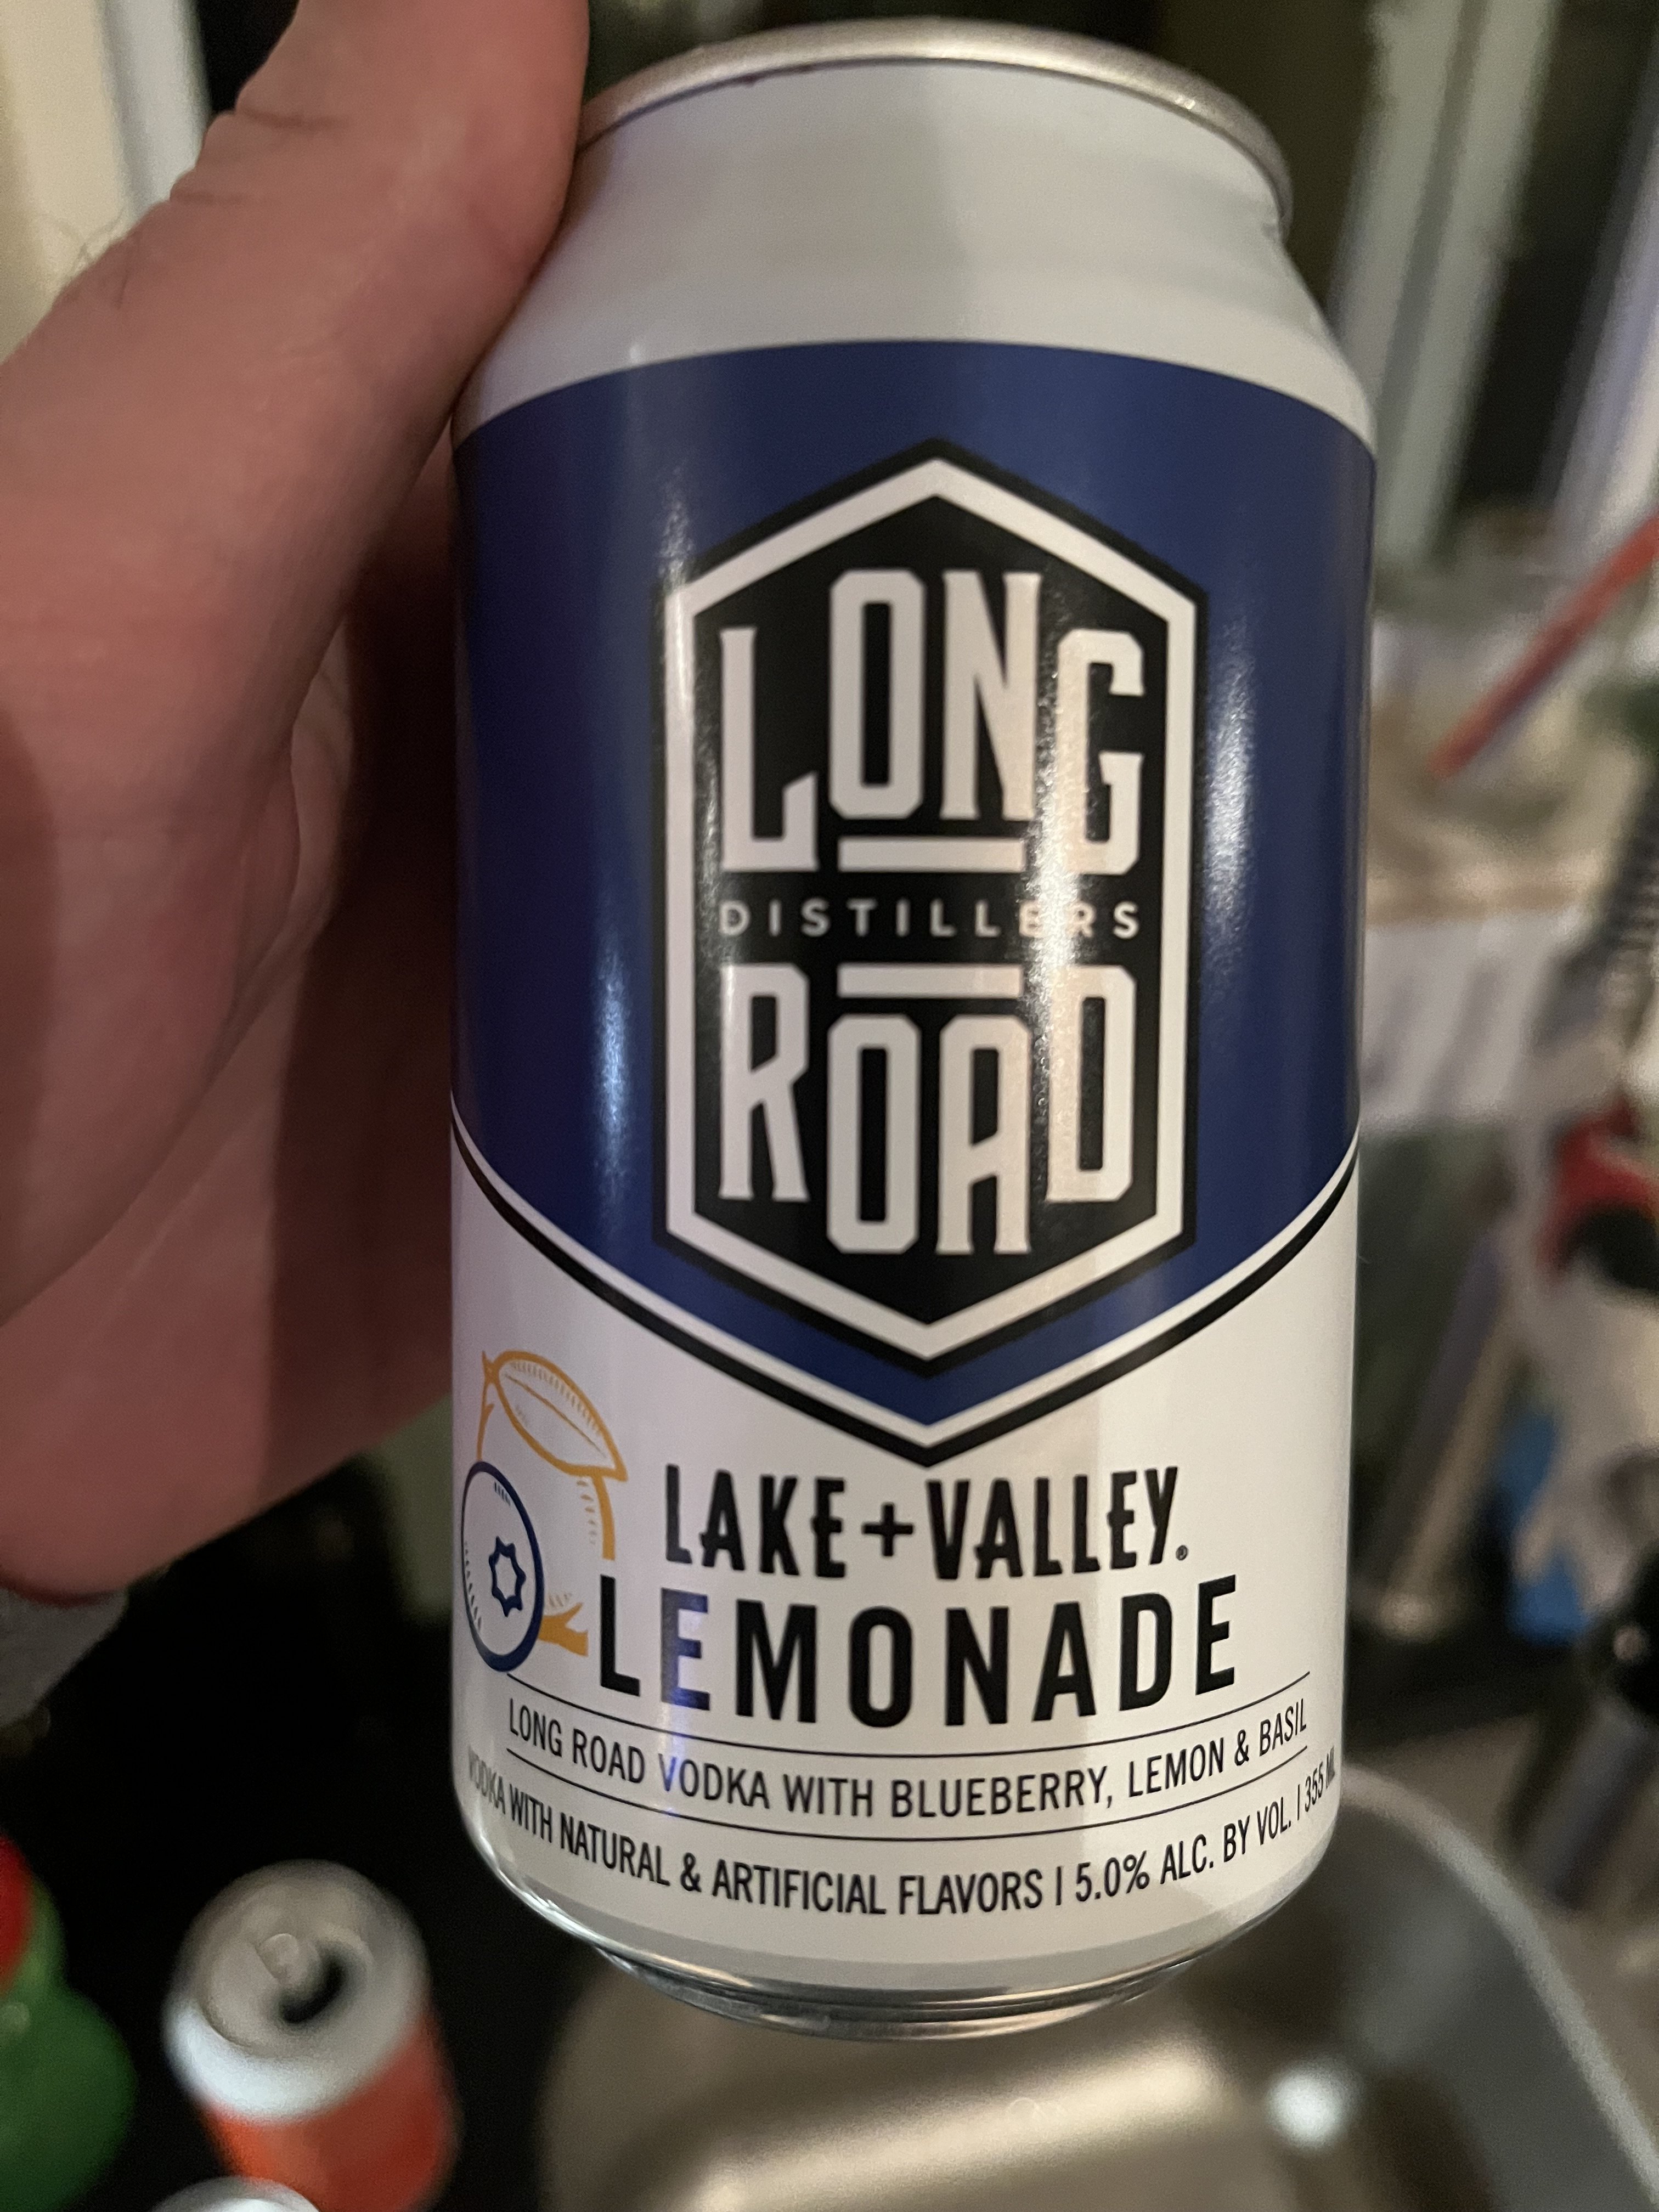 LONG
DISTILLERS
ROAD
LAKE+VALLEY®
LEMONADE
LONG ROAD VODKA WITH BLUEBERRY, LEMON & BASIL
VODKA WITH NATURAL & ARTIFICIAL FLAVORS | 5.0% ALC. BY VOL. | 355 ML